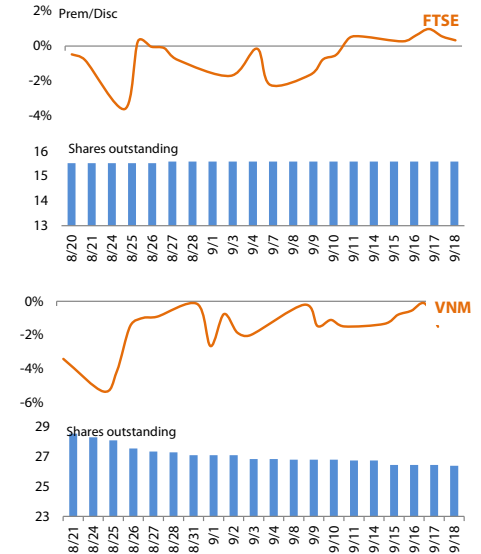 2% Prem/Disc
FTSE
0%
-2%
-4%
16 Shares outstanding
15
14
13
8/20 8/21 8/24 8/25 8/26 8/27 8/28 9/1 9/3 9/4 9/7 9/8 9/9 9/10 9/11 9/14 9/15 9/16 9/17 9/18
0%
VNM
-2%
-4%
-6%
29
Shares outstanding
27
25
23
8/21 8/24 8/25 8/26 8/27 8/28 8/31 9/1 9/2 9/3 9/4 9/8 9/9 9/10 9/11 9/14 9/15 9/16 9/17 9/18